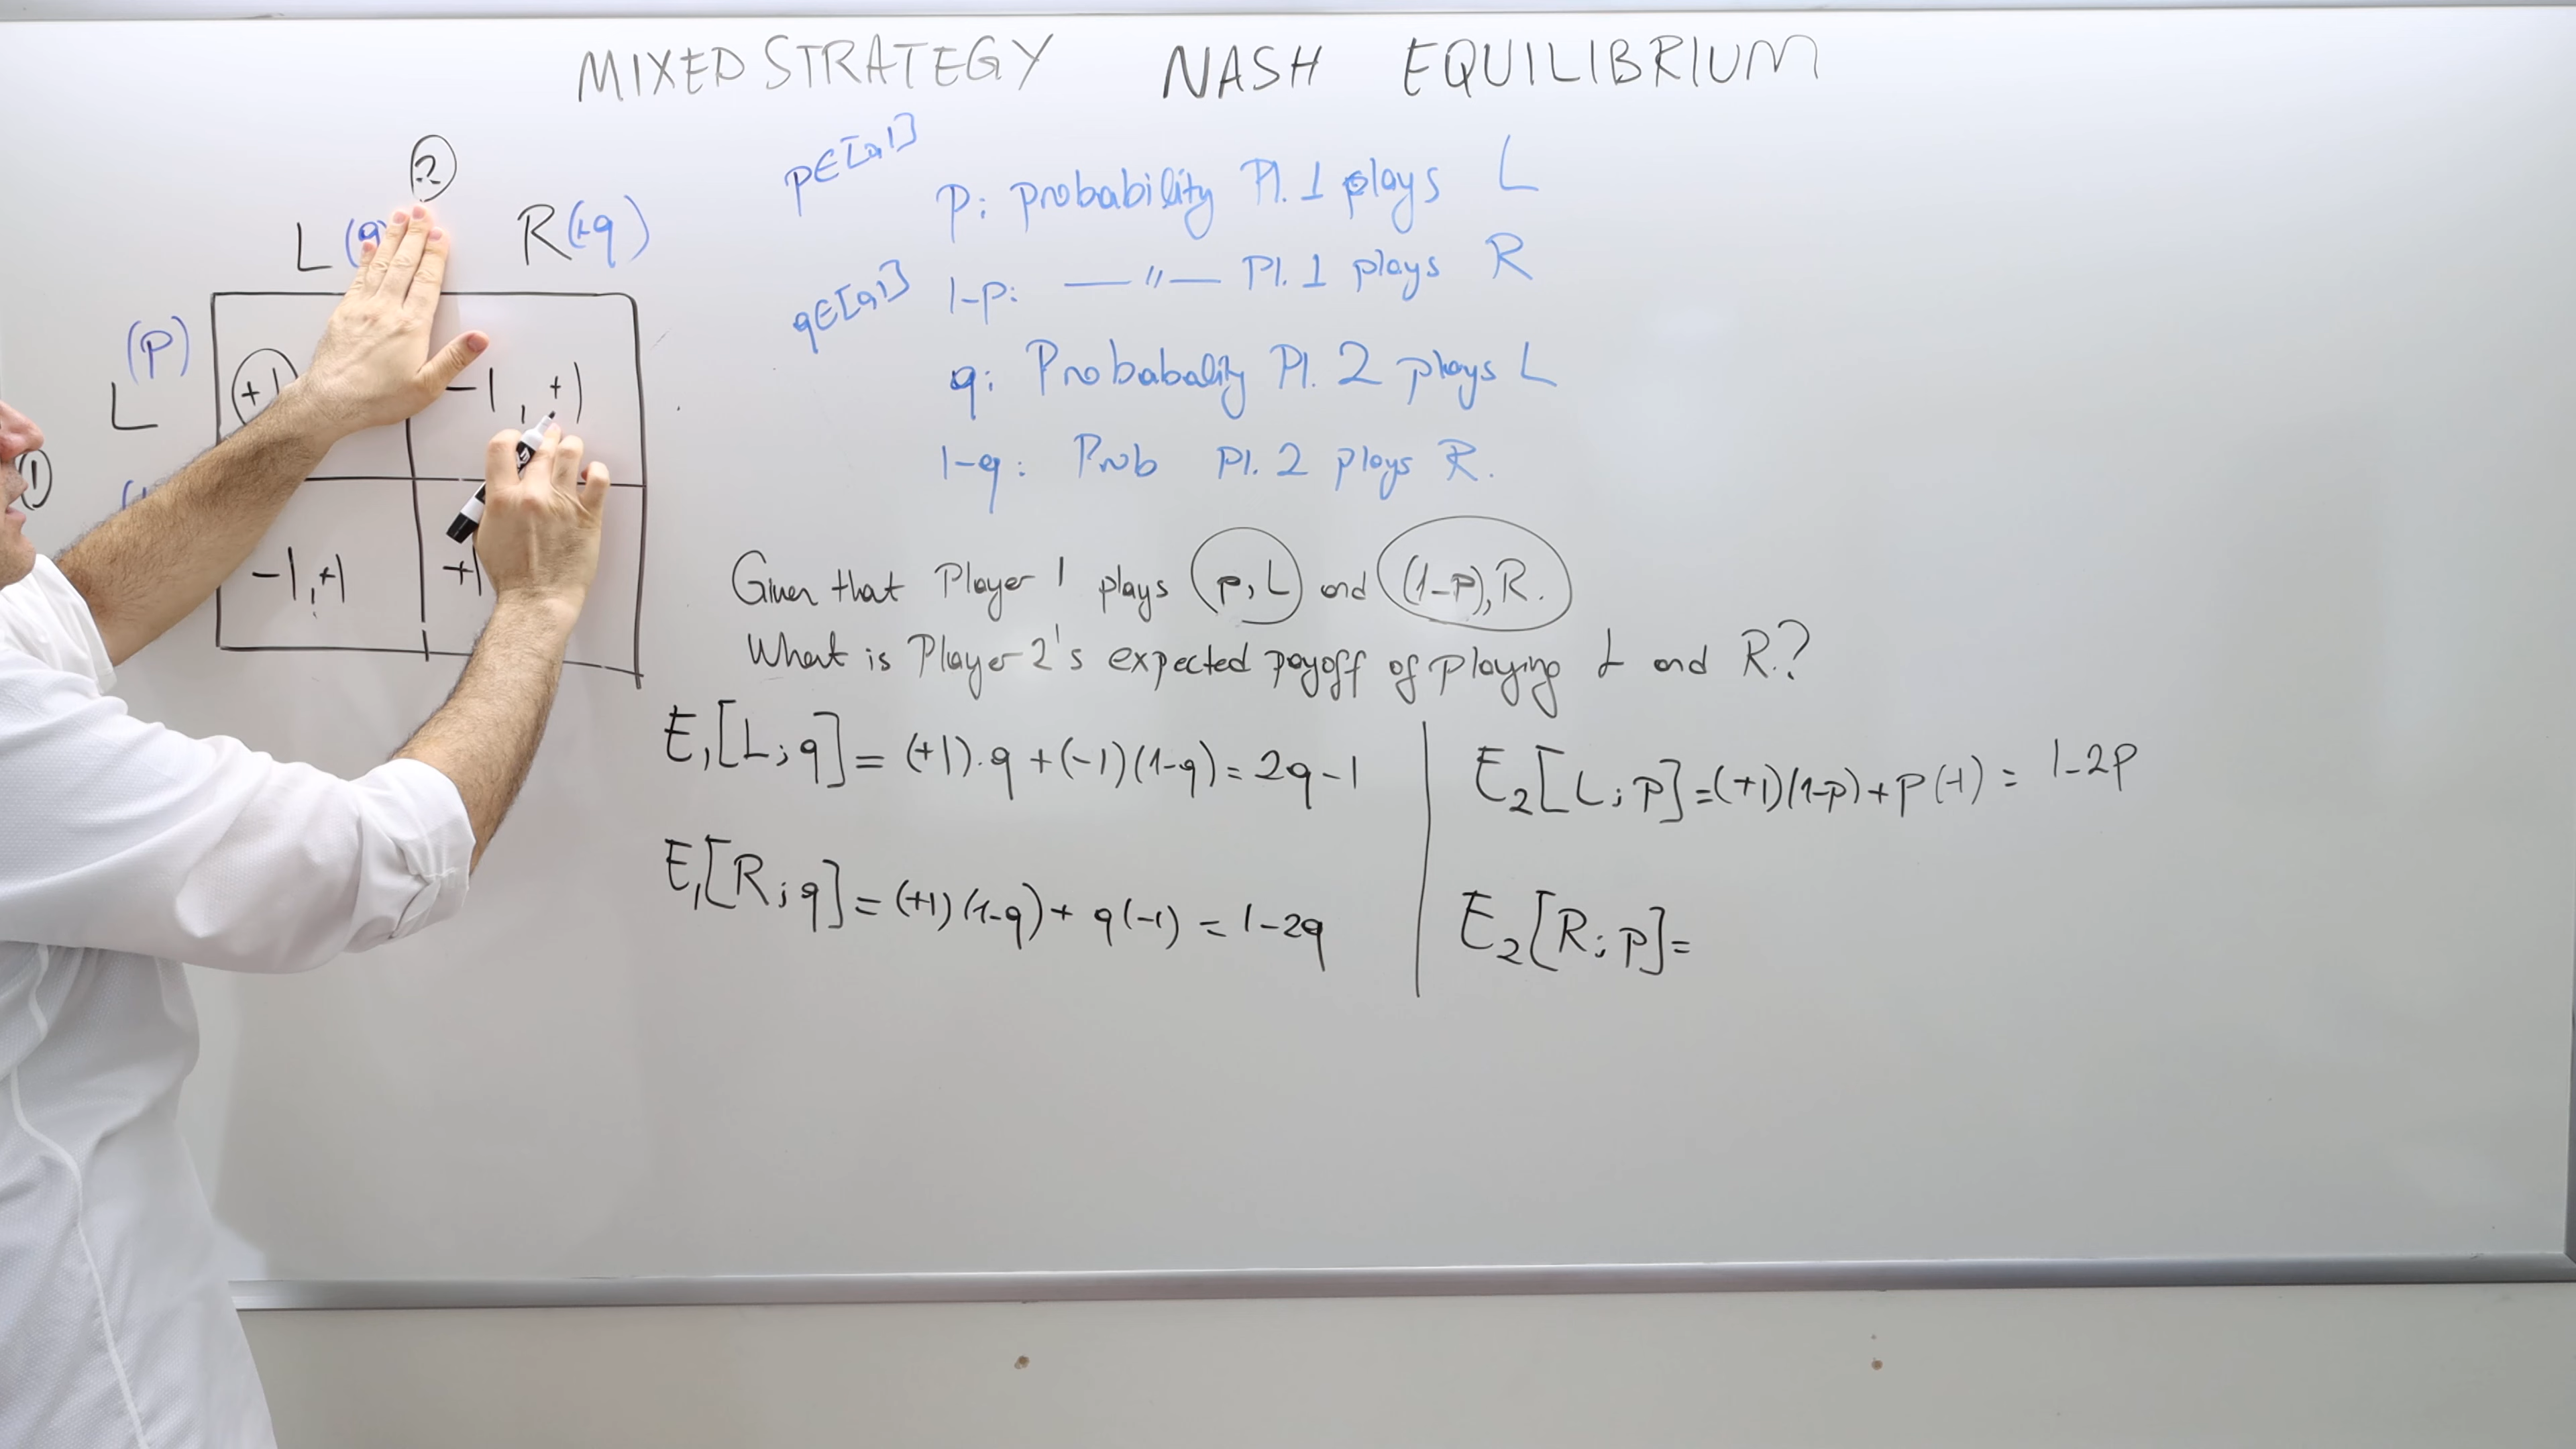 MIXED STRATEGY NASH EQUILIBRIUM
2
L (q) R (1-q)
(p)
L
1
+1
-1, +1
-1, +1
+1
p∈[0,1]
p: probability Pl. 1 plays L
1-p: —"— Pl. 1 plays R
q∈[0,1]
q: Probabality Pl. 2 plays L
1-q: Prob Pl. 2 plays R.
Given that Player 1 plays p, L and (1-p), R.
What is Player 2's expected payoff of playing L and R.?
E₁[L; q] = (+1).q + (-1)(1-q) = 2q-1
E₁[R; q] = (+1)(1-q) + q(-1) = 1-2q
E₂[L; p] = (+1)(1-p) + p(-1) = 1-2p
E₂[R; p] =